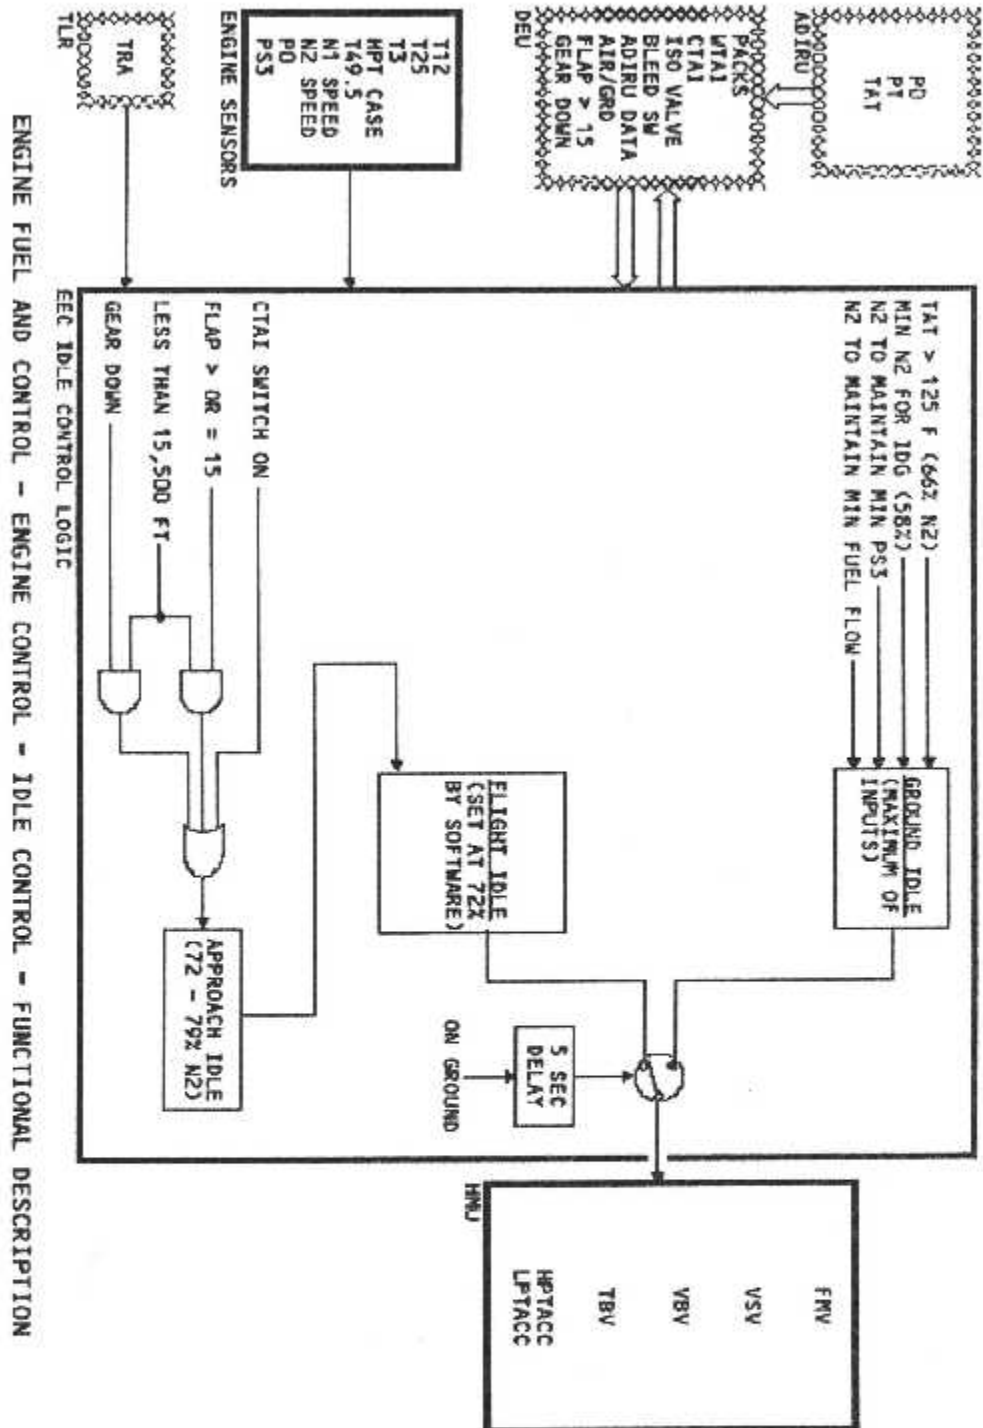 ADIRU
PO
PT
TAT
PACKS
WTAI
CTAI
ISO VALVE
BLEED SW
ADIRU DATA
AIR/GRD
FLAP > 15
GEAR DOWN
DEU
T12
T25
T3
HPT CASE
T49.5
N1 SPEED
N2 SPEED
PO
PS3
ENGINE SENSORS
TRA
TLR
TAT > 125 F (66% N2)
MIN N2 FOR IDG (58%)
N2 TO MAINTAIN MIN PS3
N2 TO MAINTAIN MIN FUEL FLOW
GROUND IDLE
(MAXIMUM OF
INPUTS)
FLIGHT IDLE
(SET AT 72%
BY SOFTWARE)
5 SEC
DELAY
ON GROUND
CTAI SWITCH ON
FLAP > OR = 15
LESS THAN 15,500 FT
GEAR DOWN
APPROACH IDLE
(72 - 79% N2)
EEC IDLE CONTROL LOGIC
FMV
VSV
VBV
TBV
HPTACC
LPTACC
HMU
ENGINE FUEL AND CONTROL - ENGINE CONTROL - IDLE CONTROL - FUNCTIONAL DESCRIPTION